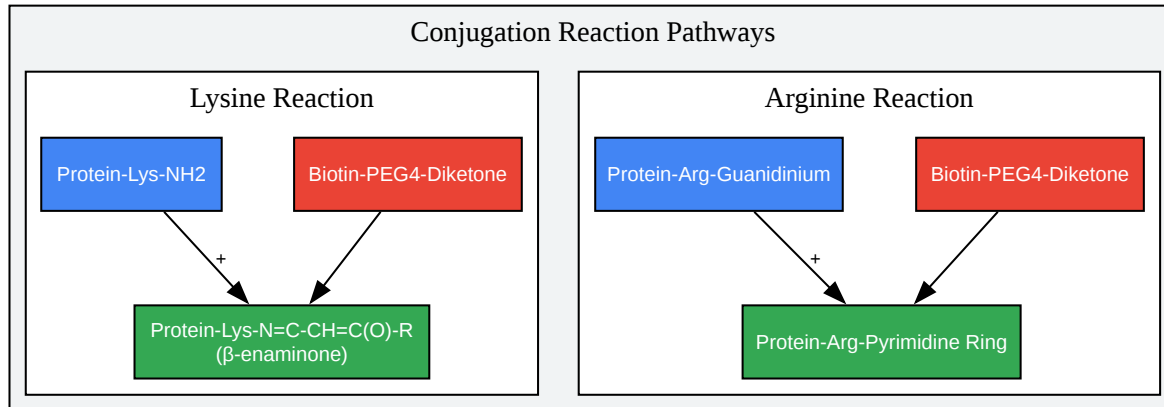 Conjugation Reaction Pathways
Lysine Reaction
Protein-Lys-NH2
Biotin-PEG4-Diketone
+
Protein-Lys-N=C-CH=C(O)-R
(β-enaminone)
Arginine Reaction
Protein-Arg-Guanidinium
Biotin-PEG4-Diketone
+
Protein-Arg-Pyrimidine Ring